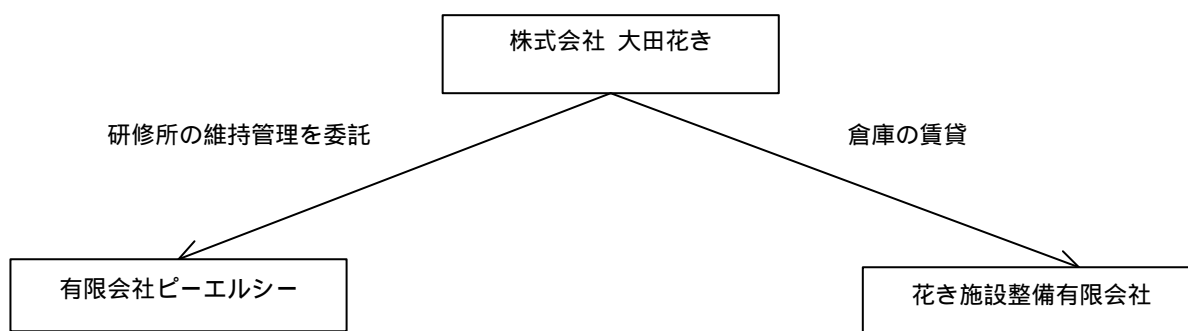 株式会社 大田花き
研修所の維持管理を委託
倉庫の賃貸
有限会社ピーエルシー
花き施設整備有限会社